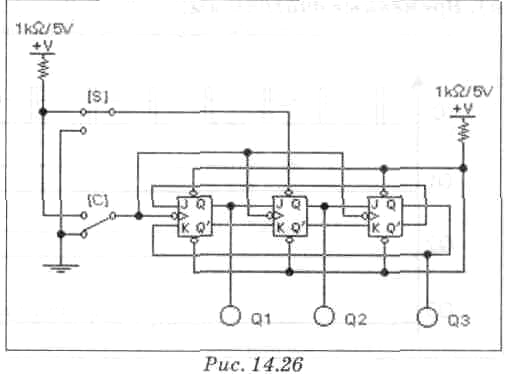 1kΩ/5V
+V
[S]
1kΩ/5V
+V
[C]
J Q
K Q'
J Q
K Q'
J Q
K Q'
Q1
Q2
Q3
Рис. 14.26